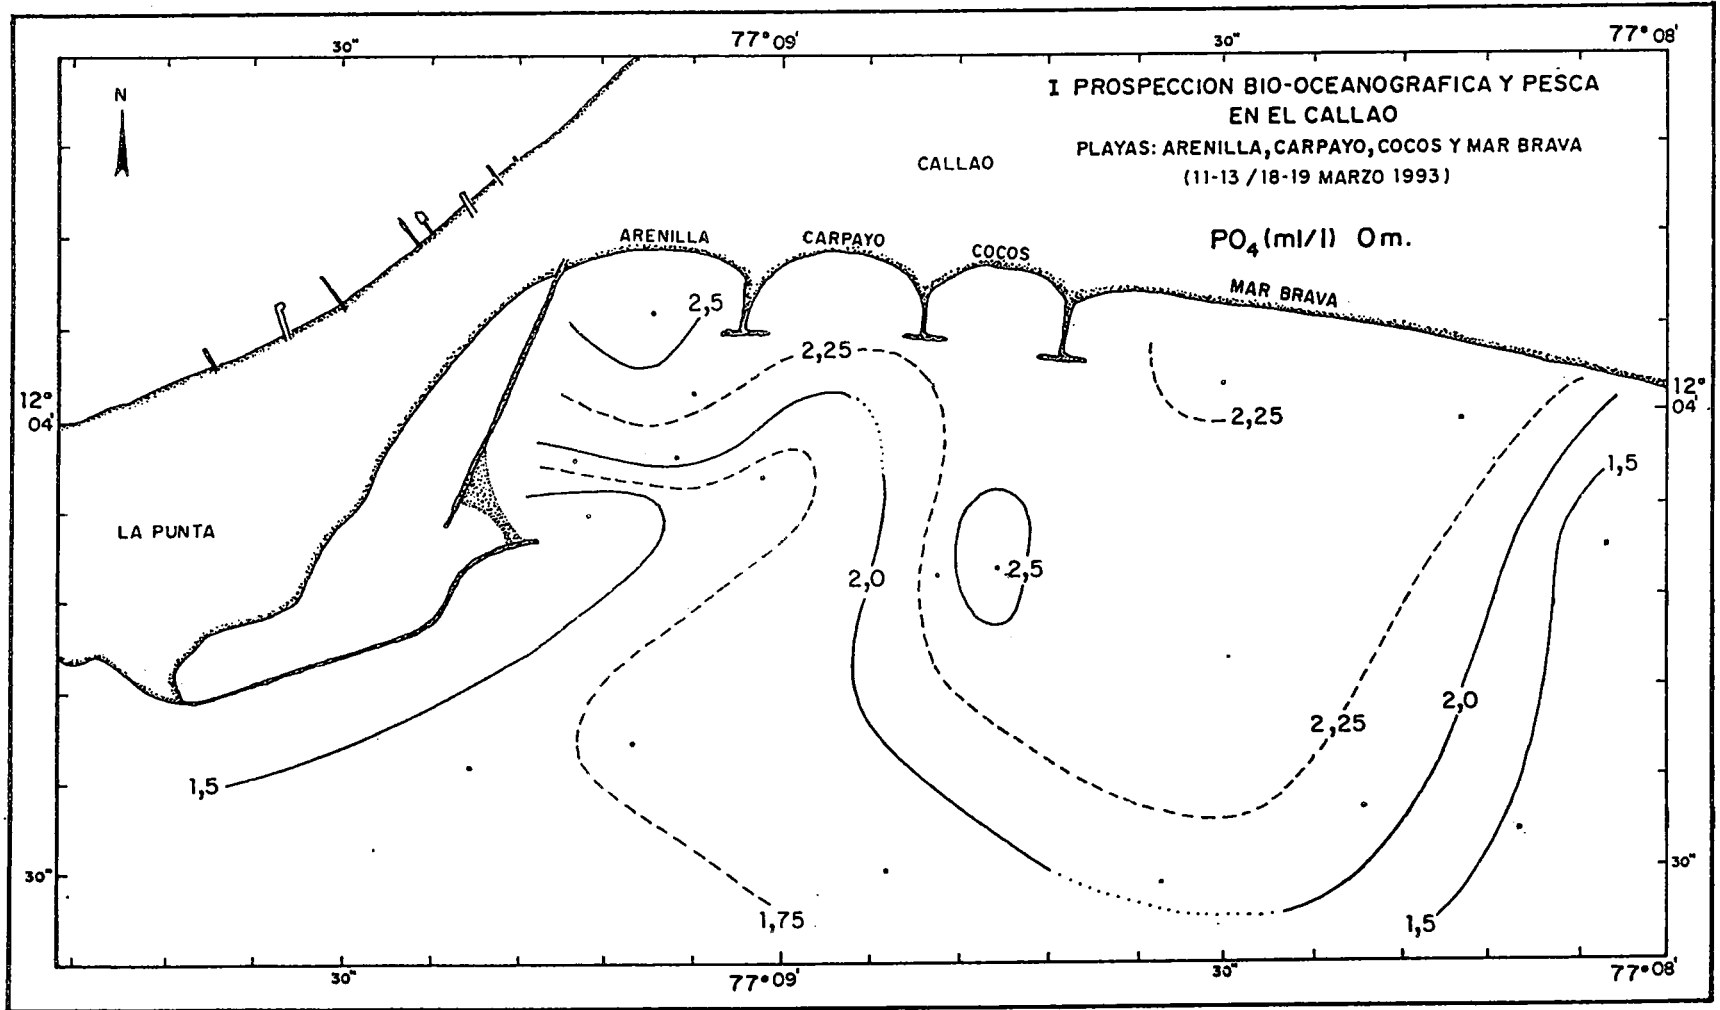 30"
77°09'
30"
77°08'
N
I PROSPECCION BIO-OCEANOGRAFICA Y PESCA
EN EL CALLAO
PLAYAS: ARENILLA, CARPAYO, COCOS Y MAR BRAVA
(11-13 / 18-19 MARZO 1993)
CALLAO
PO4 (ml/l) 0 m.
ARENILLA
CARPAYO
COCOS
MAR BRAVA
2,5
2,25
12°
04'
12°
04'
2,25
1,5
LA PUNTA
2,0
2,5
2,0
2,25
1,5
30"
30"
1,75
1,5
30"
77°09'
30"
77°08'